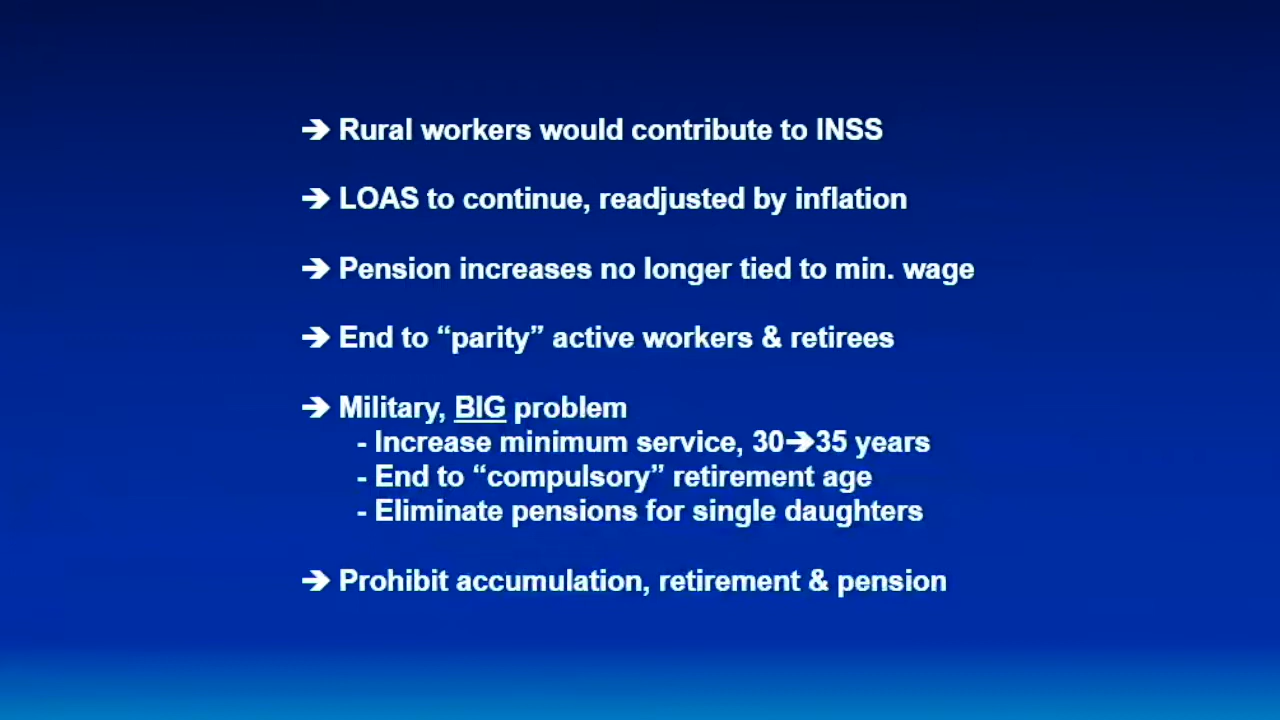 ➔ Rural workers would contribute to INSS
➔ LOAS to continue, readjusted by inflation
➔ Pension increases no longer tied to min. wage
➔ End to “parity” active workers & retirees
➔ Military, BIG problem
- Increase minimum service, 30➔35 years
- End to “compulsory” retirement age
- Eliminate pensions for single daughters
➔ Prohibit accumulation, retirement & pension